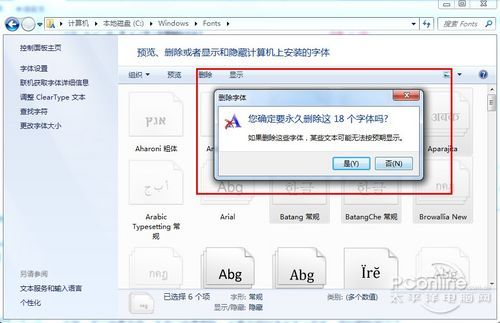 计算机 ▸ 本地磁盘 (C:) ▸ Windows ▸ Fonts
搜索 Fonts
控制面板主页
字体设置
联机获取字体详细信息
调整 ClearType 文本
查找字符
更改字体大小
预览、删除或者显示和隐藏计算机上安装的字体
组织 预览 删除 显示
删除字体
您确定要永久删除这 18 个字体吗?
如果删除这些字体，某些文本可能无法按预期显示。
是(Y) 否(N)
Aharoni 粗体
Aparajita
Abg
Arabic Typesetting 常规
Arial
Batang 常规
BatangChe 常规
Browallia New
Abg Abg Ïrĕ
另请参阅
文本服务和输入语言
个性化
已选择 6 个项
字形: 常规
显示/隐藏: 隐藏
类别: (多个数值)
PConline
太平洋电脑网